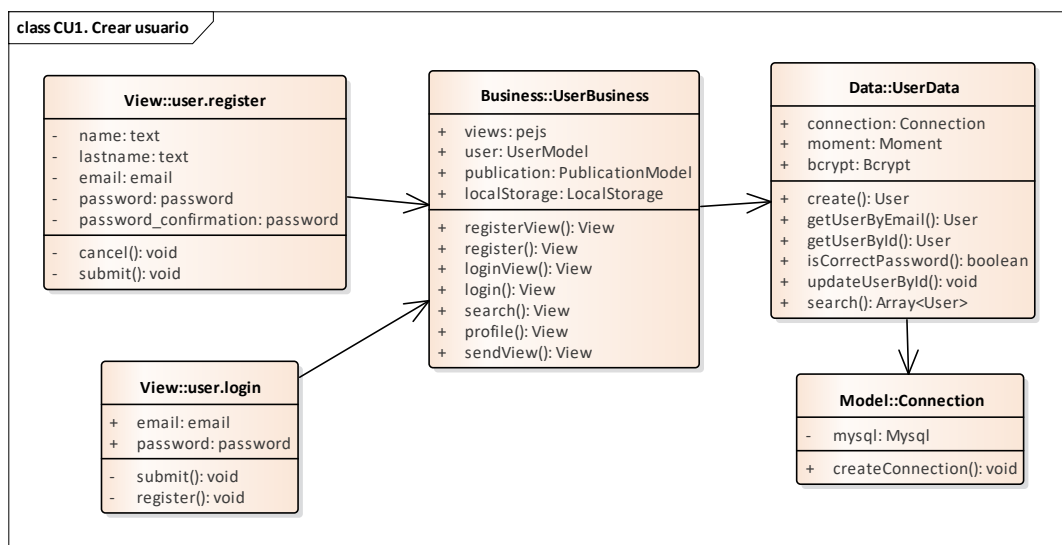 class CU1. Crear usuario
View::user.register
- name: text
- lastname: text
- email: email
- password: password
- password_confirmation: password
- cancel(): void
- submit(): void
Business::UserBusiness
+ views: pejs
+ user: UserModel
+ publication: PublicationModel
+ localStorage: LocalStorage
+ registerView(): View
+ register(): View
+ loginView(): View
+ login(): View
+ search(): View
+ profile(): View
+ sendView(): View
Data::UserData
+ connection: Connection
+ moment: Moment
+ bcrypt: Bcrypt
+ create(): User
+ getUserByEmail(): User
+ getUserById(): User
+ isCorrectPassword(): boolean
+ updateUserById(): void
+ search(): Array<User>
View::user.login
+ email: email
+ password: password
- submit(): void
- register(): void
Model::Connection
- mysql: Mysql
+ createConnection(): void